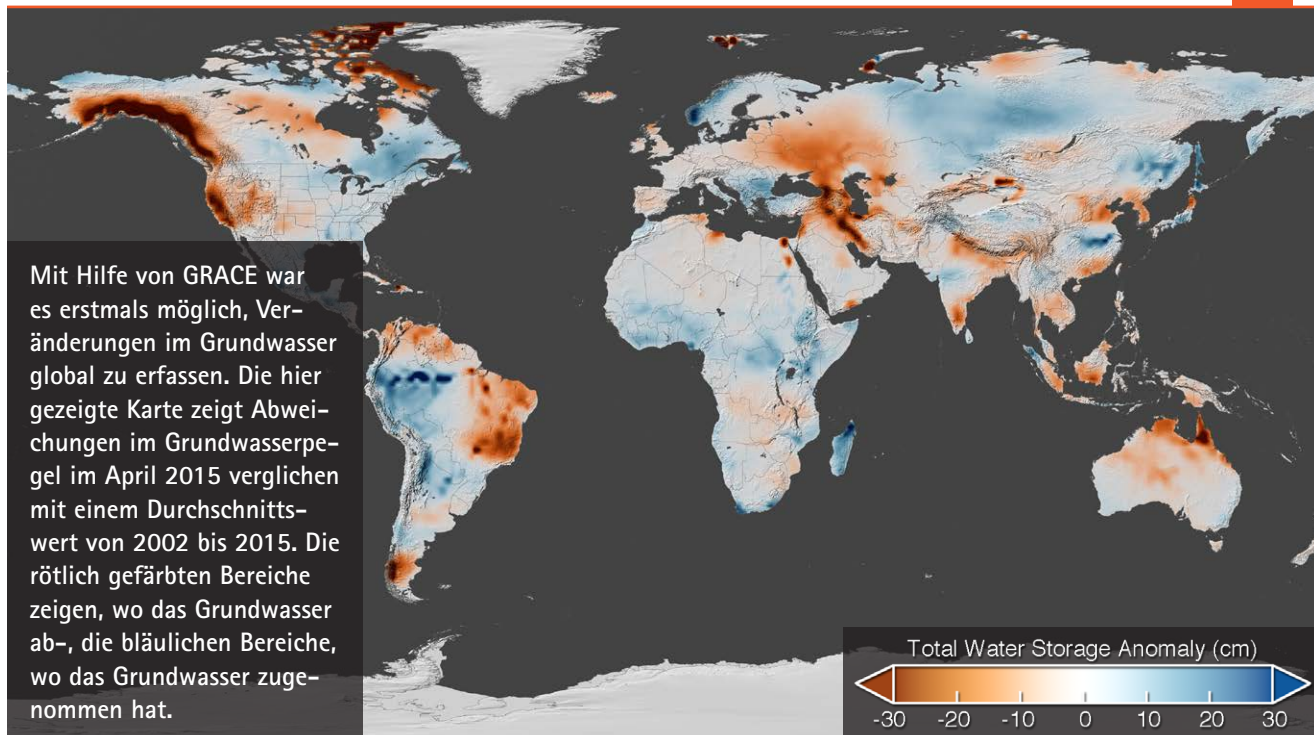 Mit Hilfe von GRACE war
es erstmals möglich, Ver-
änderungen im Grundwasser
global zu erfassen. Die hier
gezeigte Karte zeigt Abwei-
chungen im Grundwasserpe-
gel im April 2015 verglichen
mit einem Durchschnitts-
wert von 2002 bis 2015. Die
rötlich gefärbten Bereiche
zeigen, wo das Grundwasser
ab-, die bläulichen Bereiche,
wo das Grundwasser zuge-
nommen hat.
Total Water Storage Anomaly (cm)
-30 -20 -10 0 10 20 30